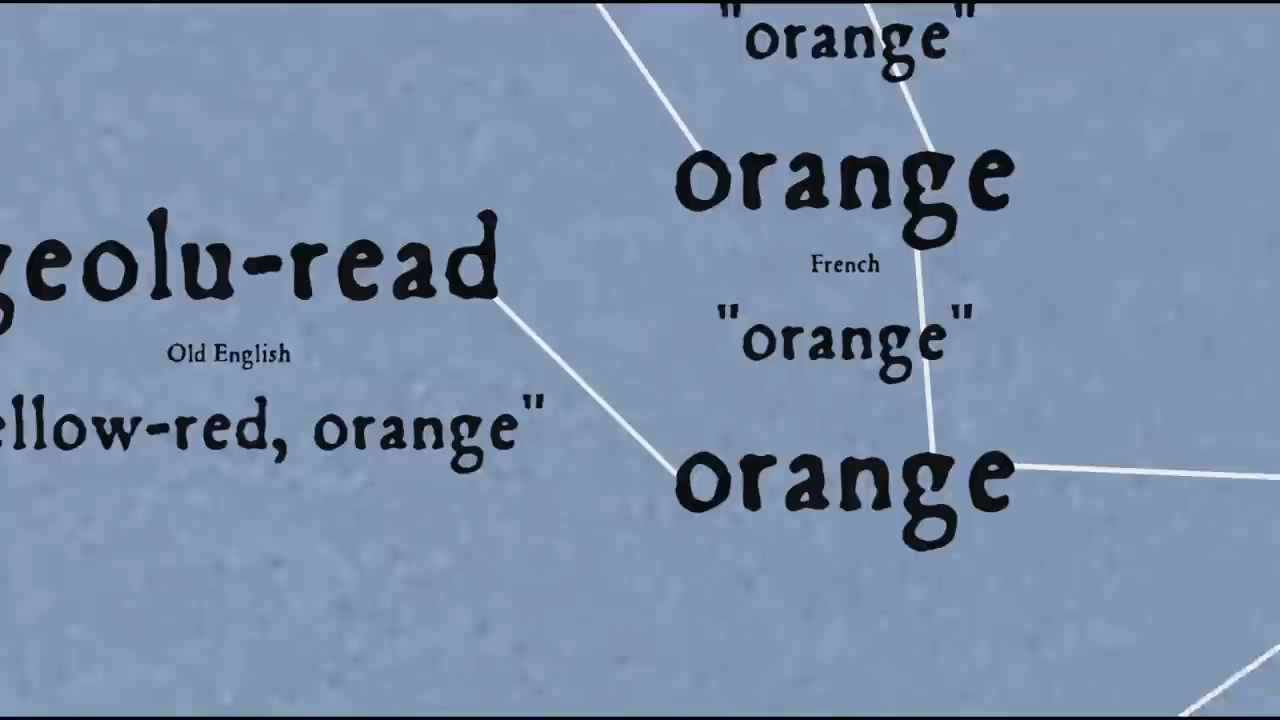 "orange"
orange
French
"orange"
geolu-read
Old English
ellow-red, orange"
orange